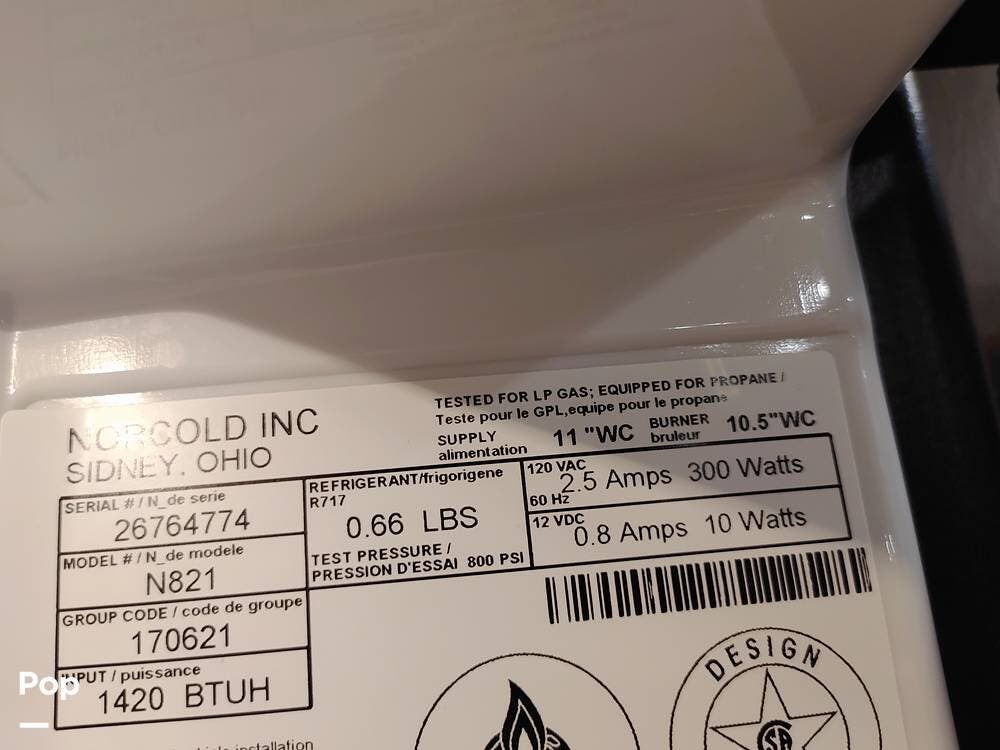 NORCOLD INC
SIDNEY, OHIO
TESTED FOR LP GAS; EQUIPPED FOR PROPANE /
Teste pour le GPL,equipe pour le propane
SUPPLY
alimentation
11 "WC
BURNER
bruleur
10.5"WC
SERIAL # / N_de serie
26764774
MODEL # / N_de modele
N821
GROUP CODE / code de groupe
170621
INPUT / puissance
1420 BTUH
REFRIGERANT/frigorigene
R717
0.66 LBS
TEST PRESSURE /
PRESSION D'ESSAI 800 PSI
120 VAC
2.5 Amps 300 Watts
60 Hz
12 VDC
0.8 Amps 10 Watts
DESIGN
Pop
installation